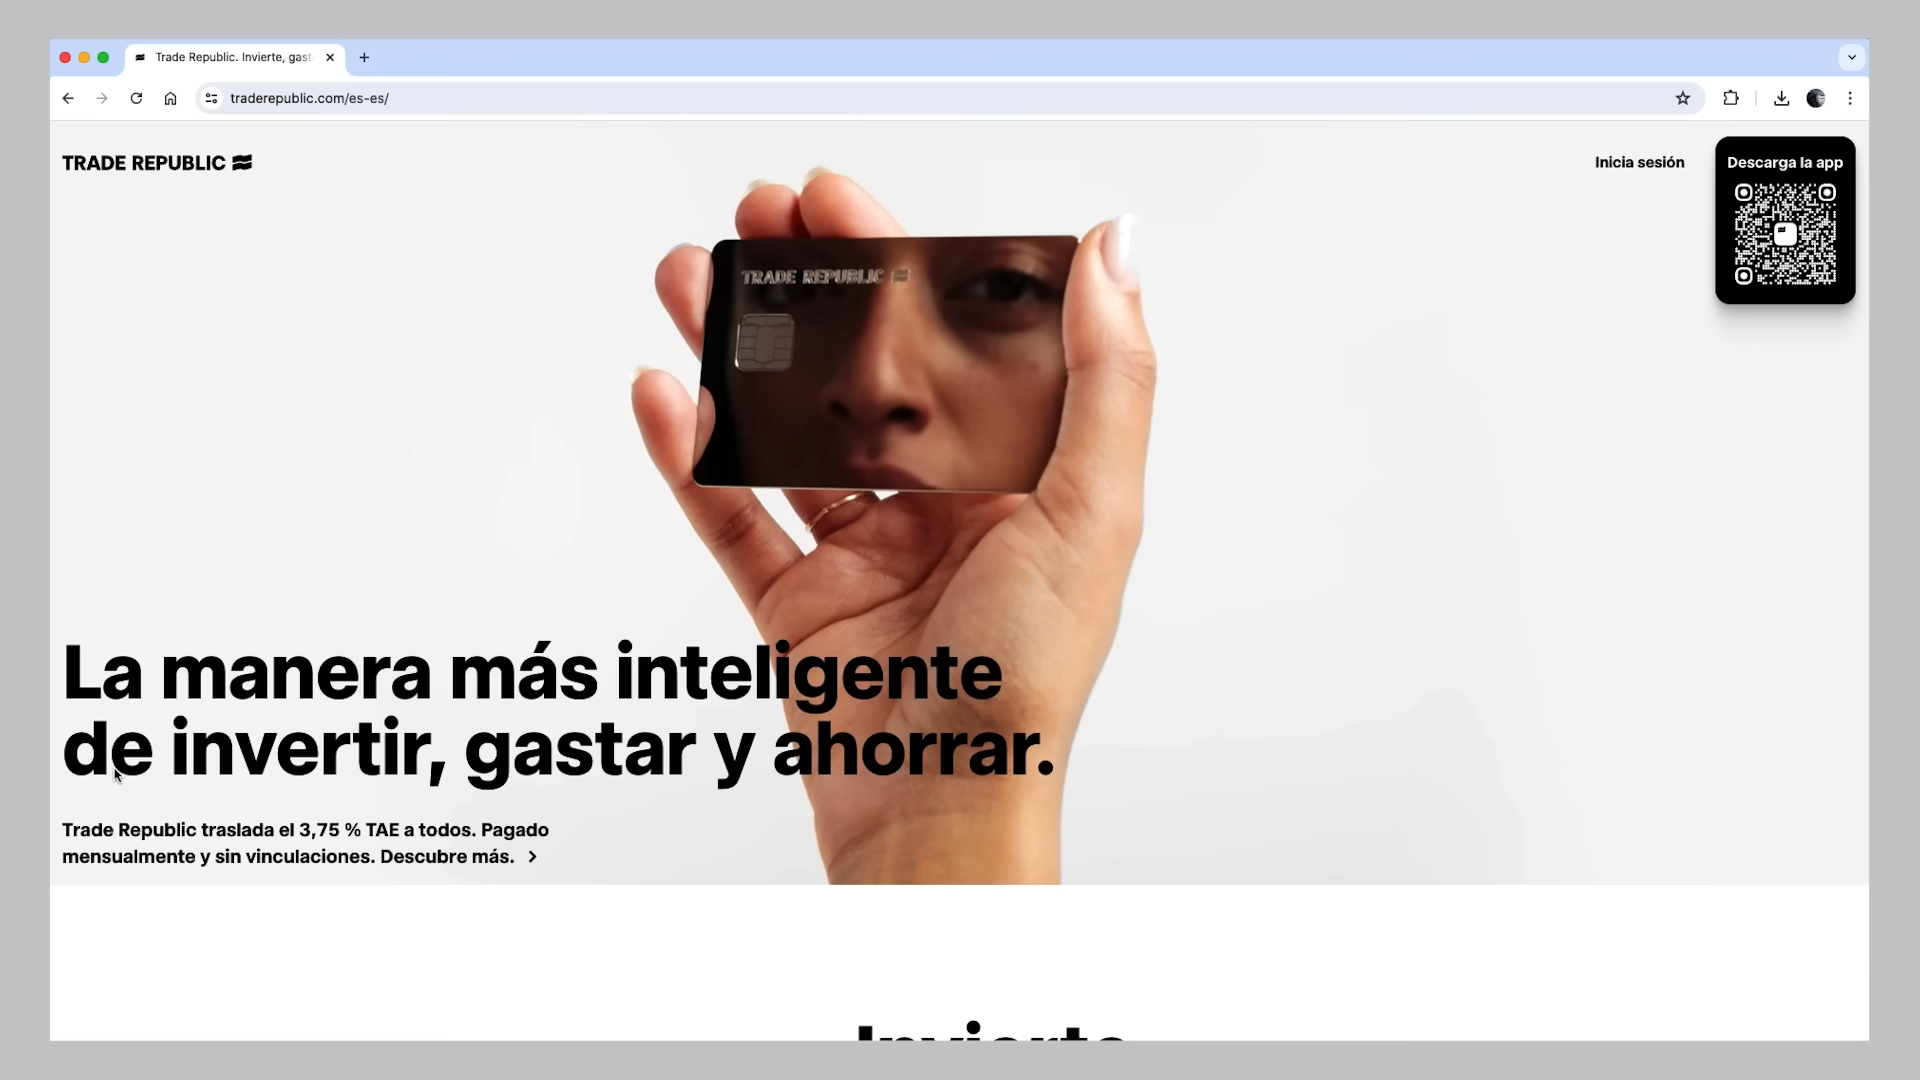 Trade Republic. Invierte, gast
traderepublic.com/es-es/
TRADE REPUBLIC
Inicia sesión
Descarga la app
TRADE REPUBLIC
La manera más inteligente
de invertir, gastar y ahorrar.
Trade Republic traslada el 3,75 % TAE a todos. Pagado
mensualmente y sin vinculaciones. Descubre más.
Invierte